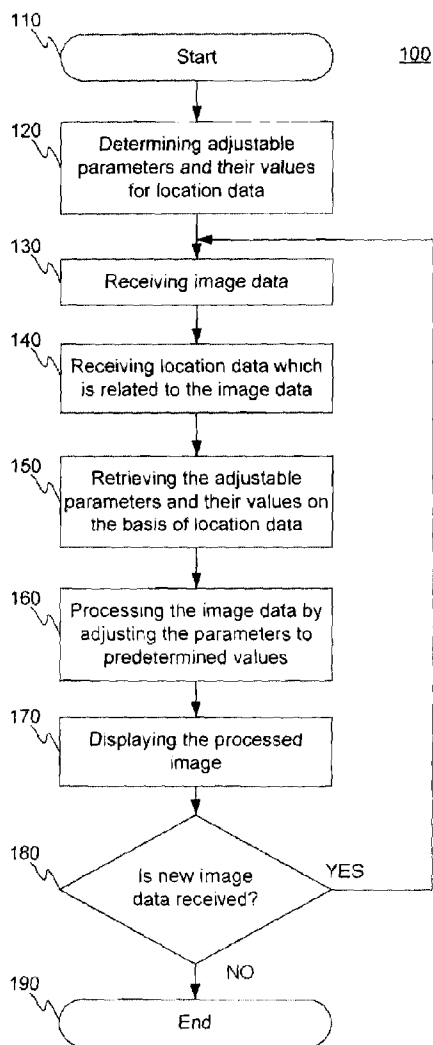 110
Start
100
120
Determining adjustable
parameters and their values
for location data
130
Receiving image data
140
Receiving location data which
is related to the image data
150
Retrieving the adjustable
parameters and their values on
the basis of location data
160
Processing the image data by
adjusting the parameters to
predetermined values
170
Displaying the processed
image
180
Is new image
data received?
YES
NO
190
End